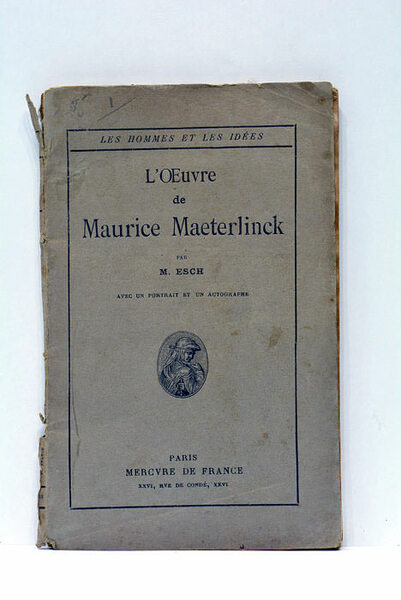 1
LES HOMMES ET LES IDÉES
L'Œuvre
de
Maurice Maeterlinck
PAR
M. ESCH
AVEC UN PORTRAIT ET UN AUTOGRAPHE
PARIS
MERCVRE DE FRANCE
XXVI, RVE DE CONDÉ, XXVI